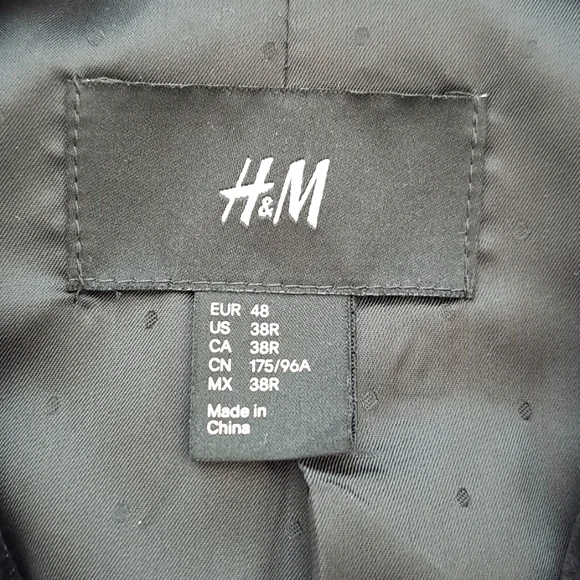 H&M
EUR 48
US 38R
CA 38R
CN 175/96A
MX 38R
Made in
China